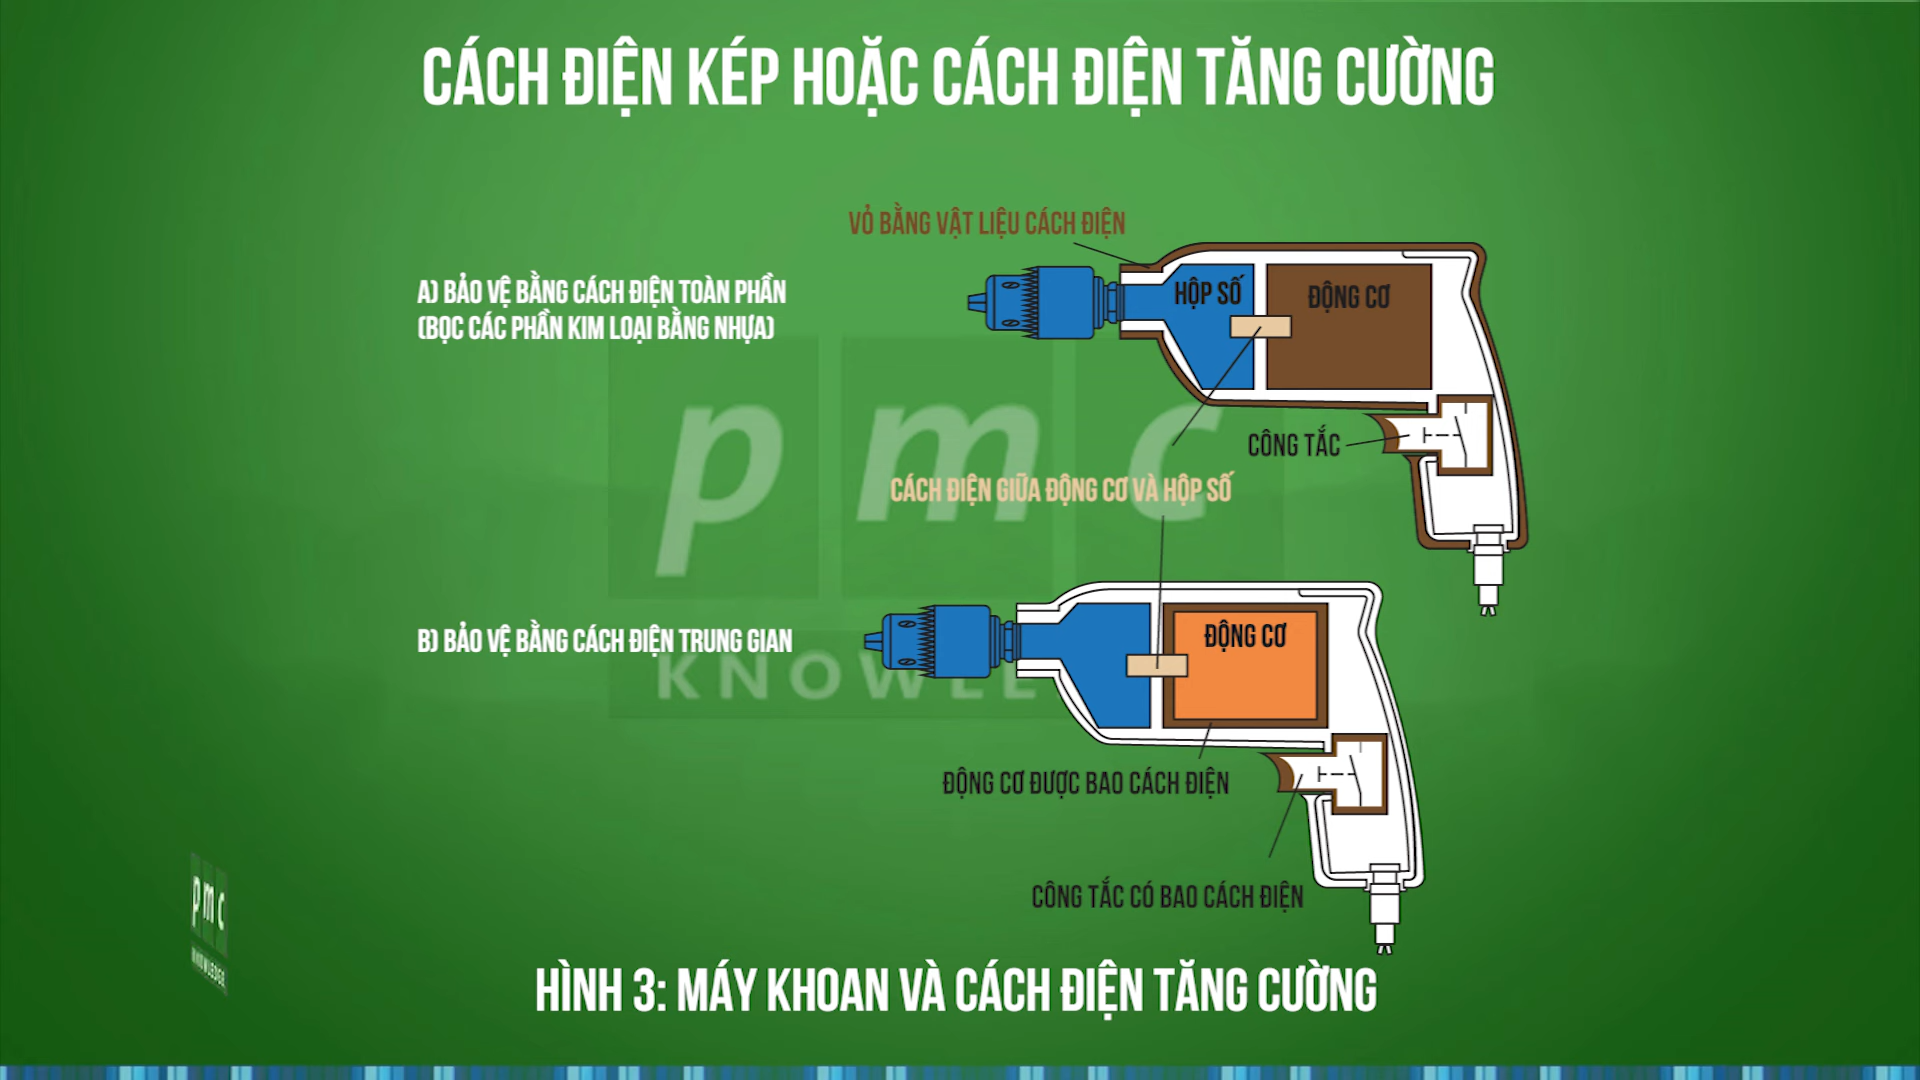 CÁCH ĐIỆN KÉP HOẶC CÁCH ĐIỆN TĂNG CƯỜNG
VỎ BẰNG VẬT LIỆU CÁCH ĐIỆN
A) BẢO VỆ BẰNG CÁCH ĐIỆN TOÀN PHẦN
(BỌC CÁC PHẦN KIM LOẠI BẰNG NHỰA)
HỘP SỐ
ĐỘNG CƠ
CÔNG TẮC
CÁCH ĐIỆN GIỮA ĐỘNG CƠ VÀ HỘP SỐ
p m c
B) BẢO VỆ BẰNG CÁCH ĐIỆN TRUNG GIAN
ĐỘNG CƠ
KNOWLE
ĐỘNG CƠ ĐƯỢC BAO CÁCH ĐIỆN
CÔNG TẮC CÓ BAO CÁCH ĐIỆN
p m c
KNOWLEDGE
HÌNH 3: MÁY KHOAN VÀ CÁCH ĐIỆN TĂNG CƯỜNG